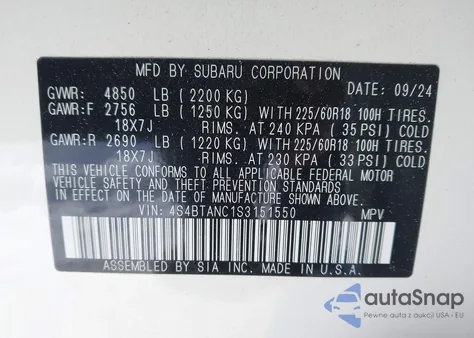 MFD BY SUBARU CORPORATION
GVWR: 4850 LB (2200 KG) DATE: 09/24
GAWR:F 2756 LB (1250 KG) WITH 225/60R18 100H TIRES.
18X7J RIMS. AT 240 KPA (35 PSI) COLD
GAWR:R 2690 LB (1220 KG) WITH 225/60R18 100H TIRES.
18X7J RIMS. AT 230 KPA (33 PSI) COLD
THIS VEHICLE CONFORMS TO ALL APPLICABLE FEDERAL MOTOR
VEHICLE SAFETY AND THEFT PREVENTION STANDARDS
IN EFFECT ON THE DATE OF MANUFACTURE SHOWN ABOVE.
VIN: 4S4BTANC1S3151550 MPV
ASSEMBLED BY SIA INC. MADE IN U.S.A.
autoSnap
Pewne auta z aukcji USA i EU